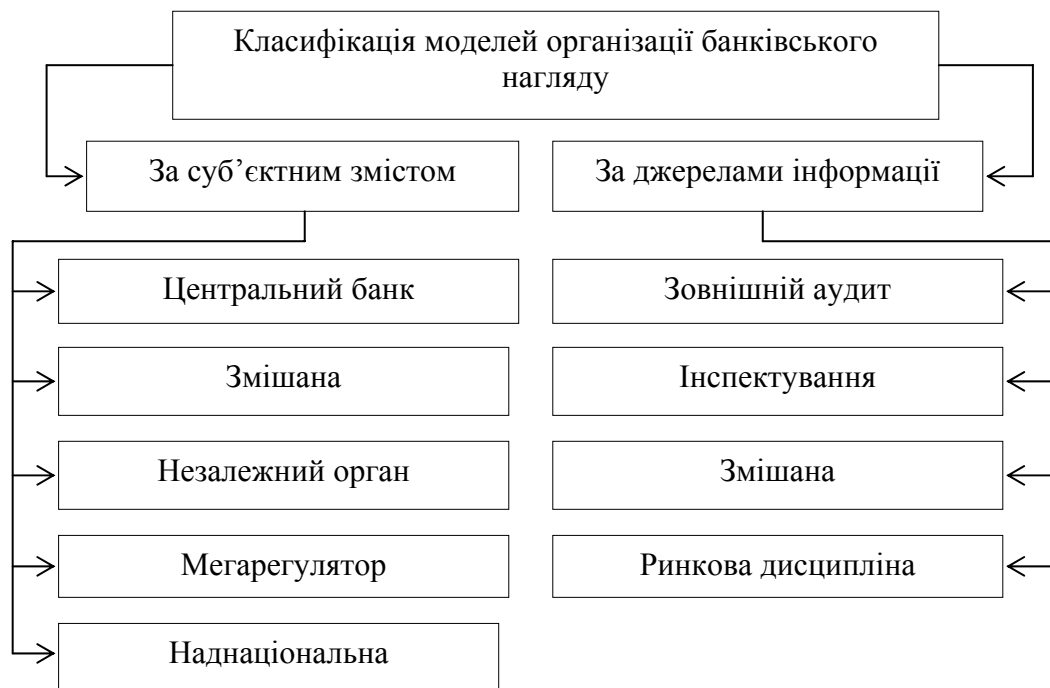 Класифікація моделей організації банківського
нагляду
За суб’єктним змістом
За джерелами інформації
Центральний банк
Зовнішній аудит
Змішана
Інспектування
Незалежний орган
Змішана
Мегарегулятор
Ринкова дисципліна
Наднаціональна